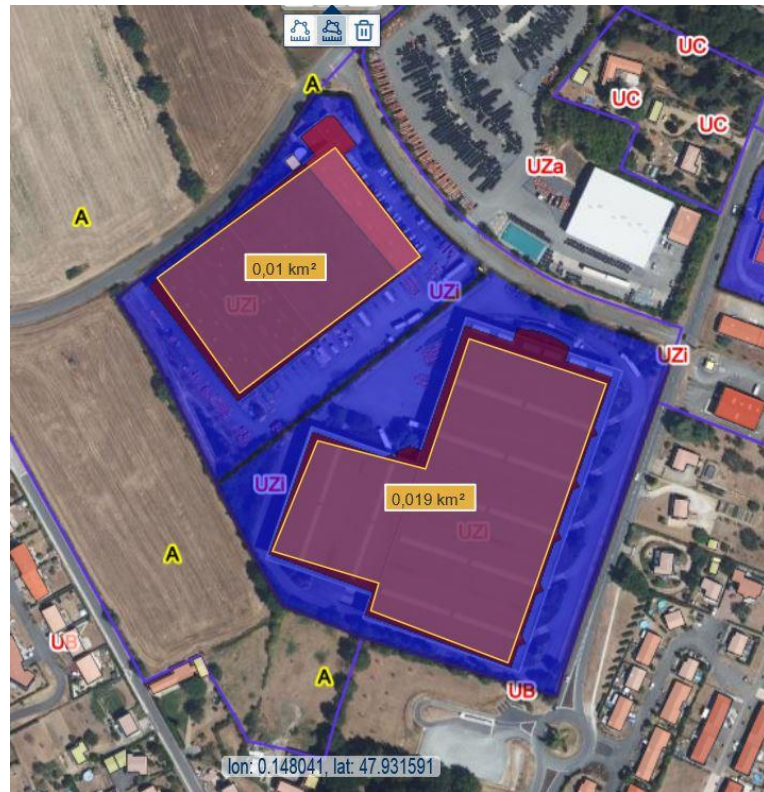 UC
A
UC
UC
UZa
A
0,01 km²
UZi
UZi
UZi
UZi
0,019 km²
UZi
A
UB
A
UB
lon: 0.148041, lat: 47.931591